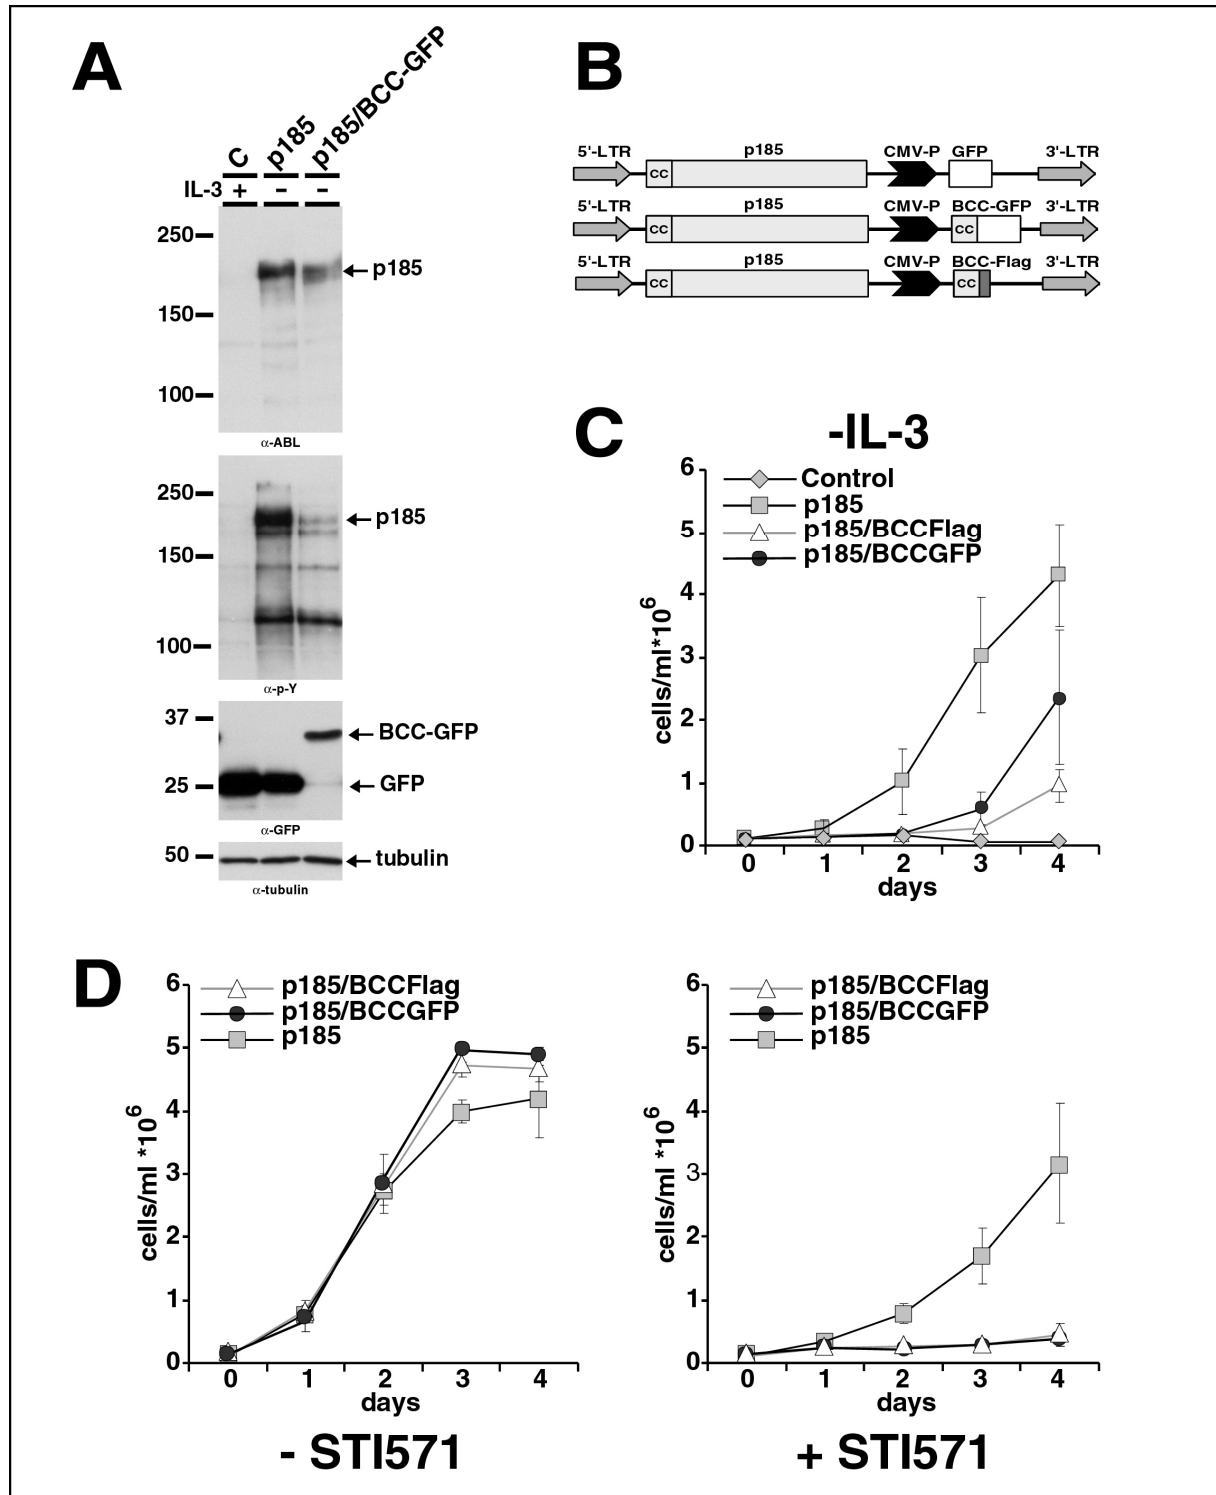 A
C
p185
p185/BCC-GFP
IL-3 + - -
250
p185
150
100
α-ABL
250
p185
150
100
α-p-Y
37
BCC-GFP
25
GFP
α-GFP
50
tubulin
α-tubulin
B
5'-LTR p185 CMV-P GFP 3'-LTR
CC
5'-LTR p185 CMV-P BCC-GFP 3'-LTR
CC CC
5'-LTR p185 CMV-P BCC-Flag 3'-LTR
CC CC
C
-IL-3
Control
p185
p185/BCCFlag
p185/BCCGFP
cells/ml*10^6
6
5
4
3
2
1
0
0 1 2 3 4
days
D
p185/BCCFlag
p185/BCCGFP
p185
cells/ml *10^6
6
5
4
3
2
1
0
0 1 2 3 4
days
- STI571
p185/BCCFlag
p185/BCCGFP
p185
cells/ml *10^6
6
5
4
3
2
1
0
0 1 2 3 4
days
+ STI571